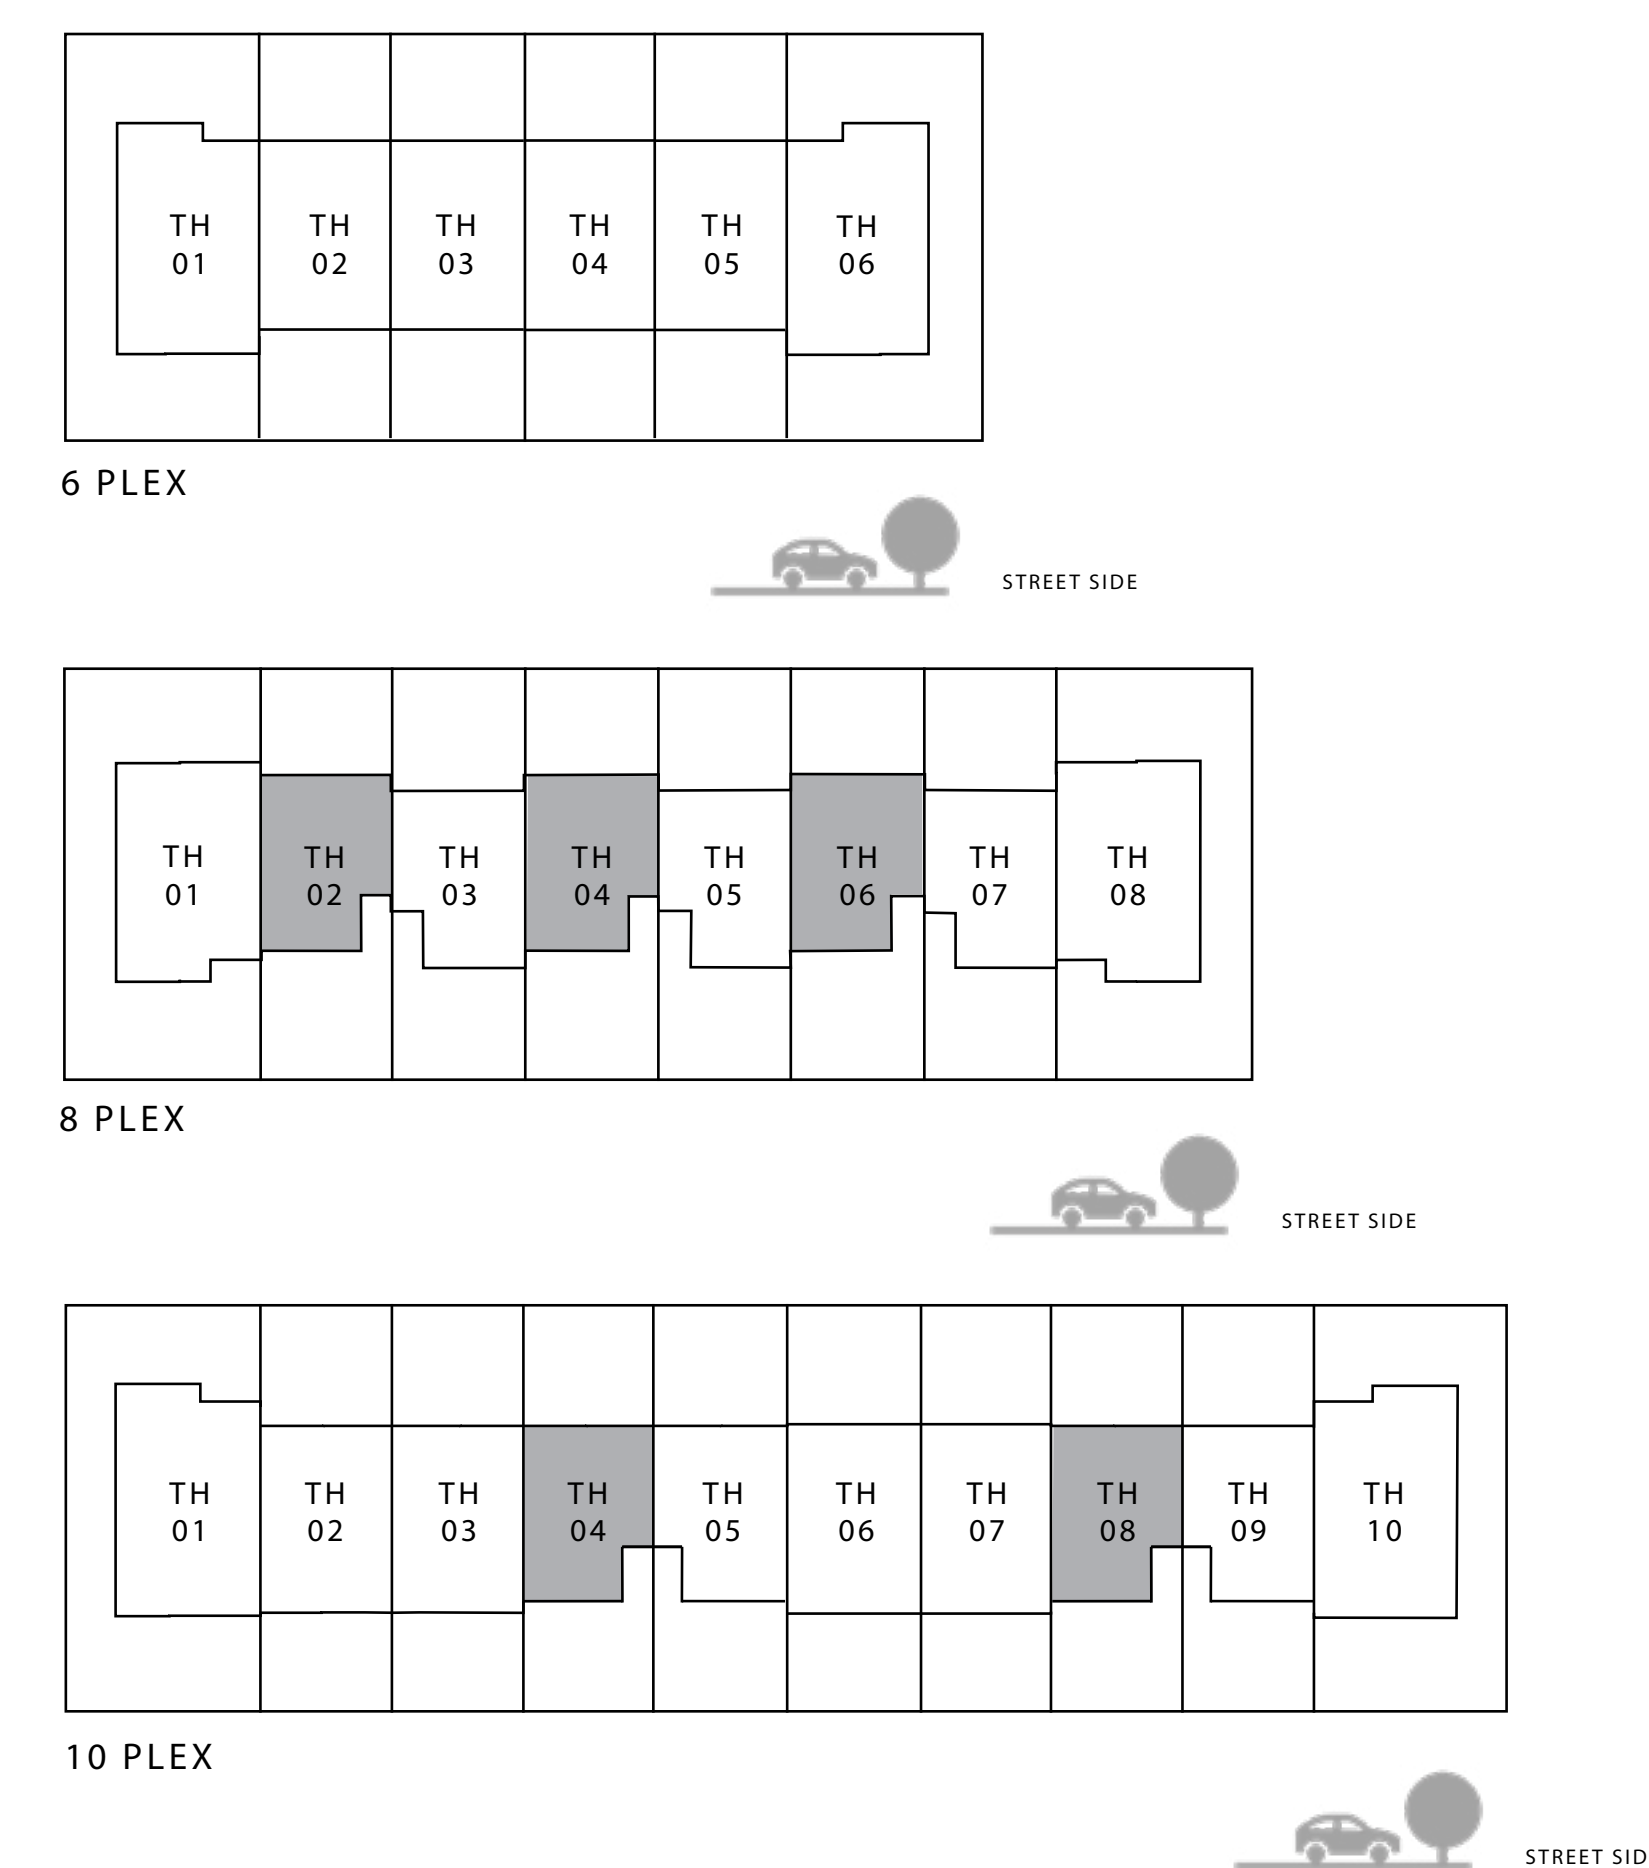 TH TH TH TH TH TH
01 02 03 04 05 06
6 PLEX
STREET SIDE
TH TH TH TH TH TH TH TH
01 02 03 04 05 06 07 08
8 PLEX
STREET SIDE
TH TH TH TH TH TH TH TH TH TH
01 02 03 04 05 06 07 08 09 10
10 PLEX
STREET SID